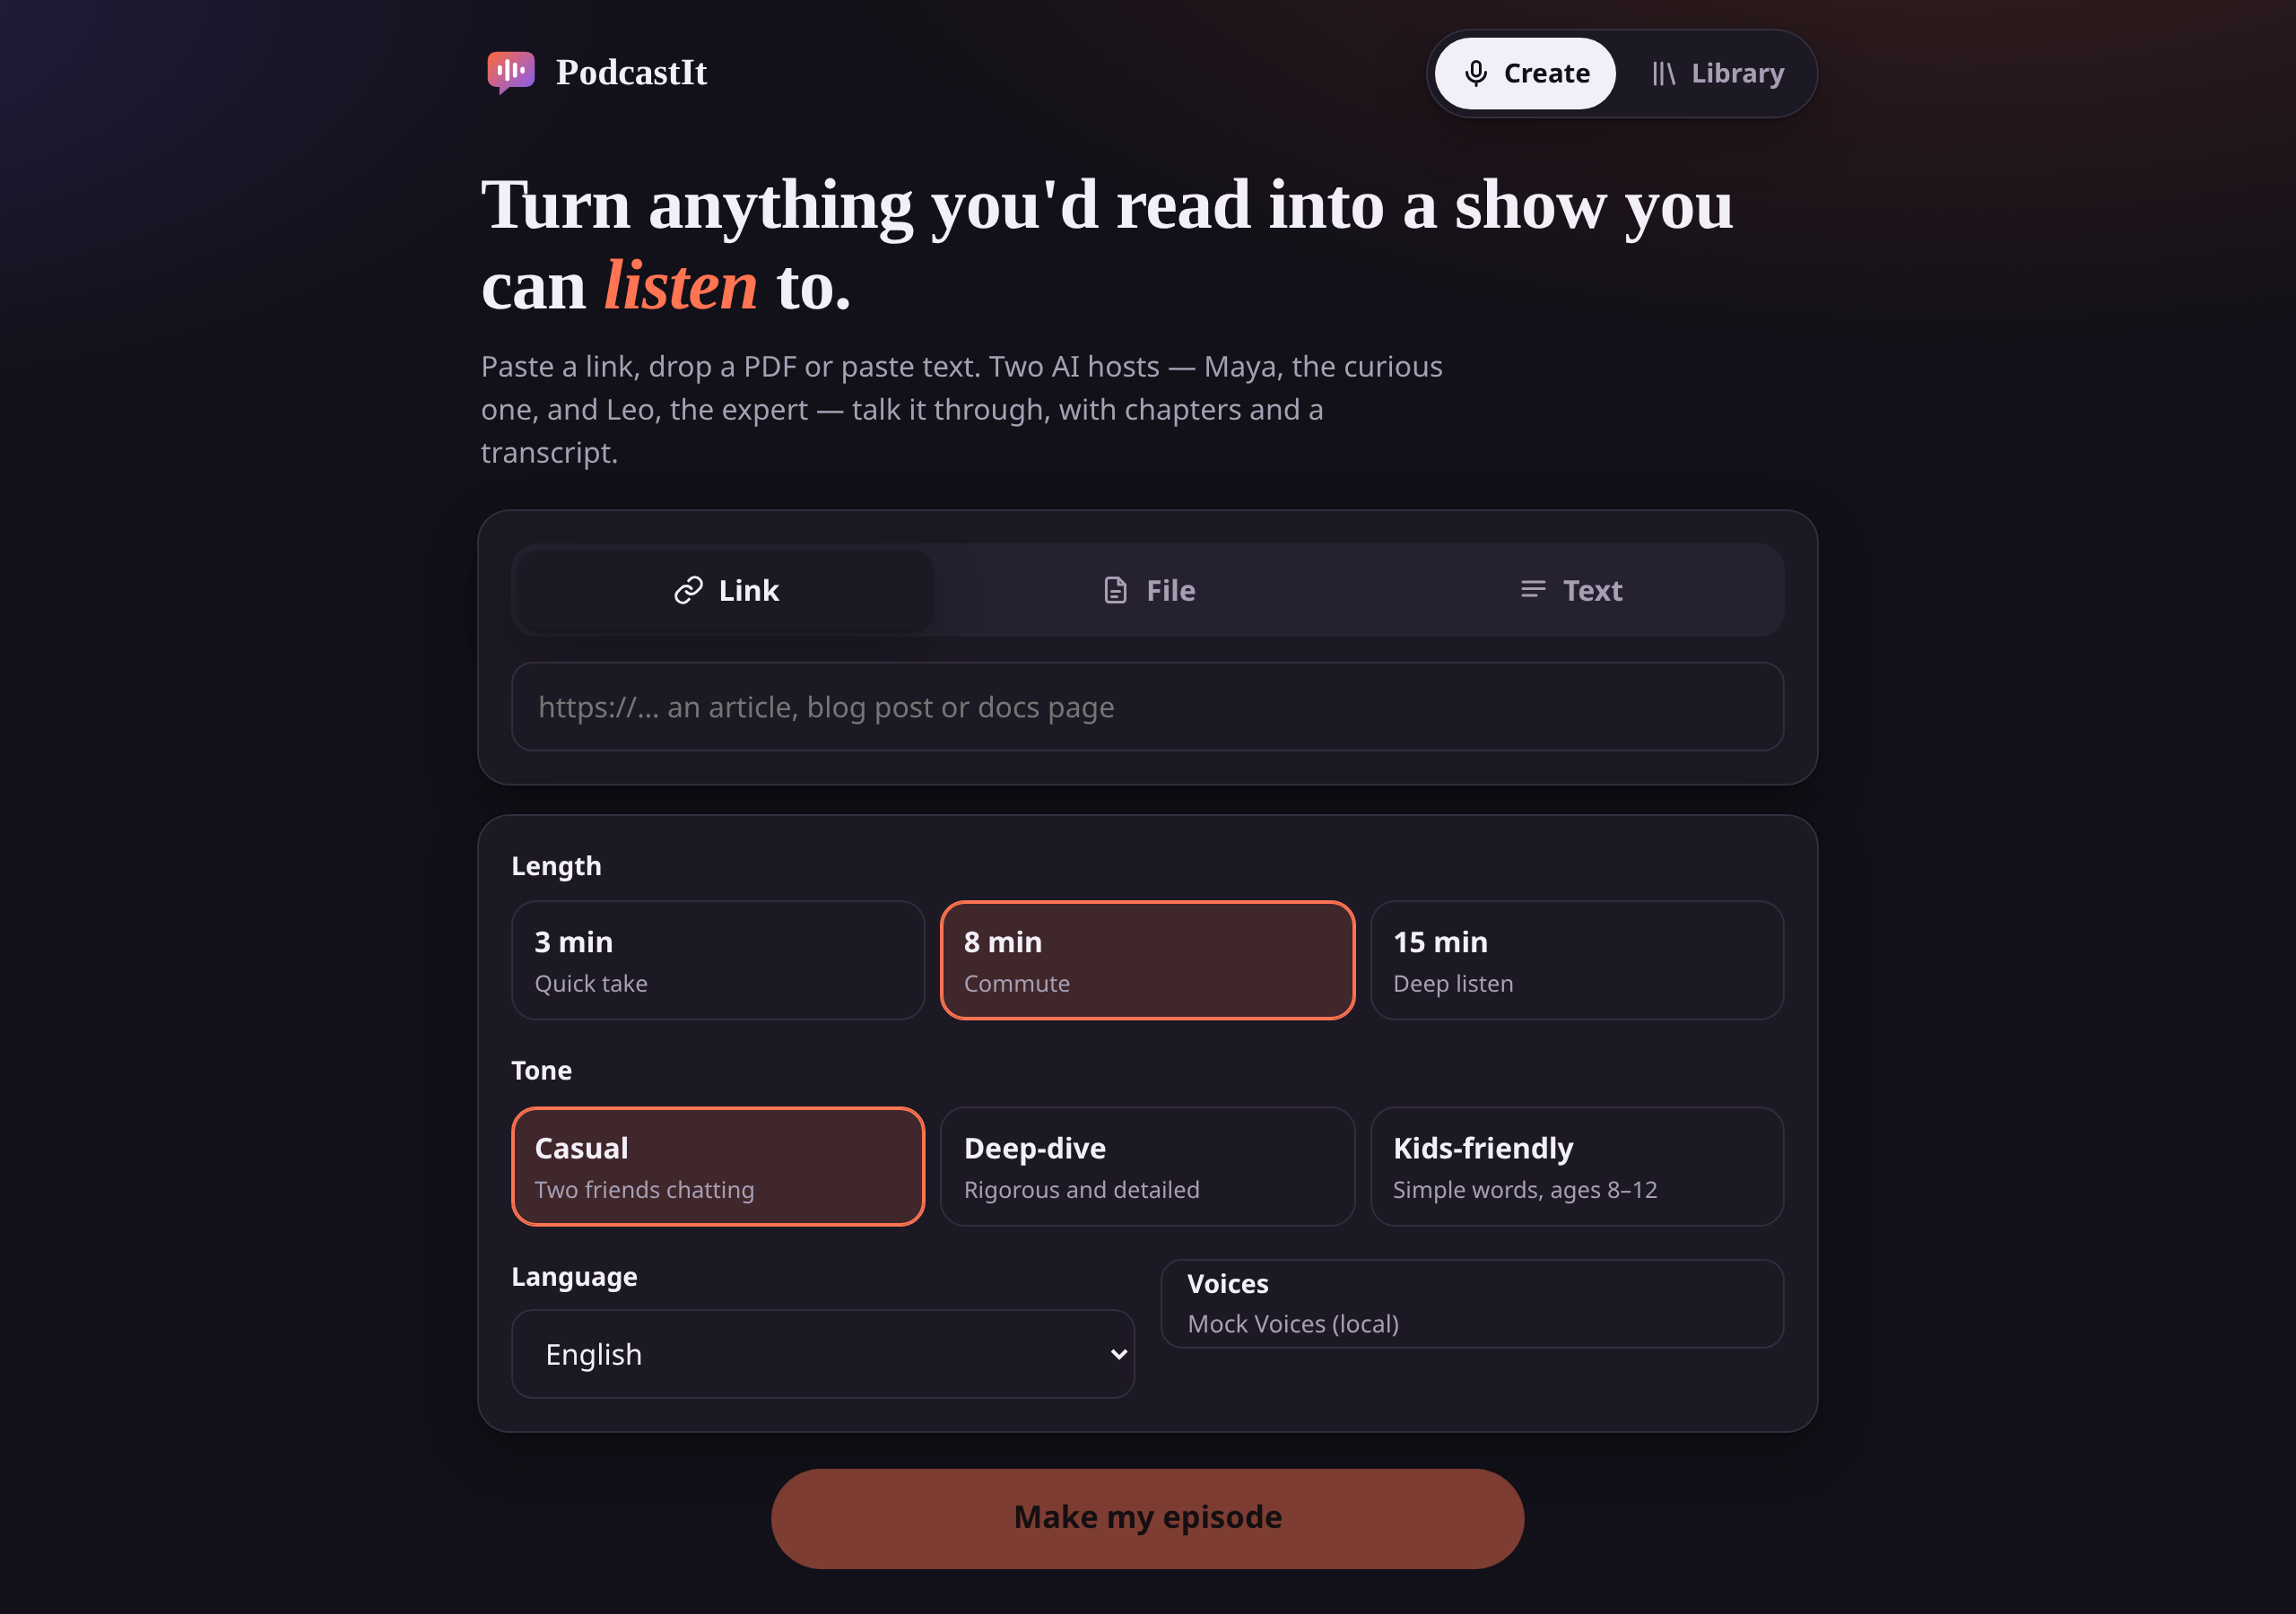 PodcastIt
Create
Library
Turn anything you'd read into a show you
can listen to.
Paste a link, drop a PDF or paste text. Two AI hosts — Maya, the curious
one, and Leo, the expert — talk it through, with chapters and a
transcript.
Link
File
Text
https://... an article, blog post or docs page
Length
3 min
Quick take
8 min
Commute
15 min
Deep listen
Tone
Casual
Two friends chatting
Deep-dive
Rigorous and detailed
Kids-friendly
Simple words, ages 8–12
Language
English
Voices
Mock Voices (local)
Make my episode